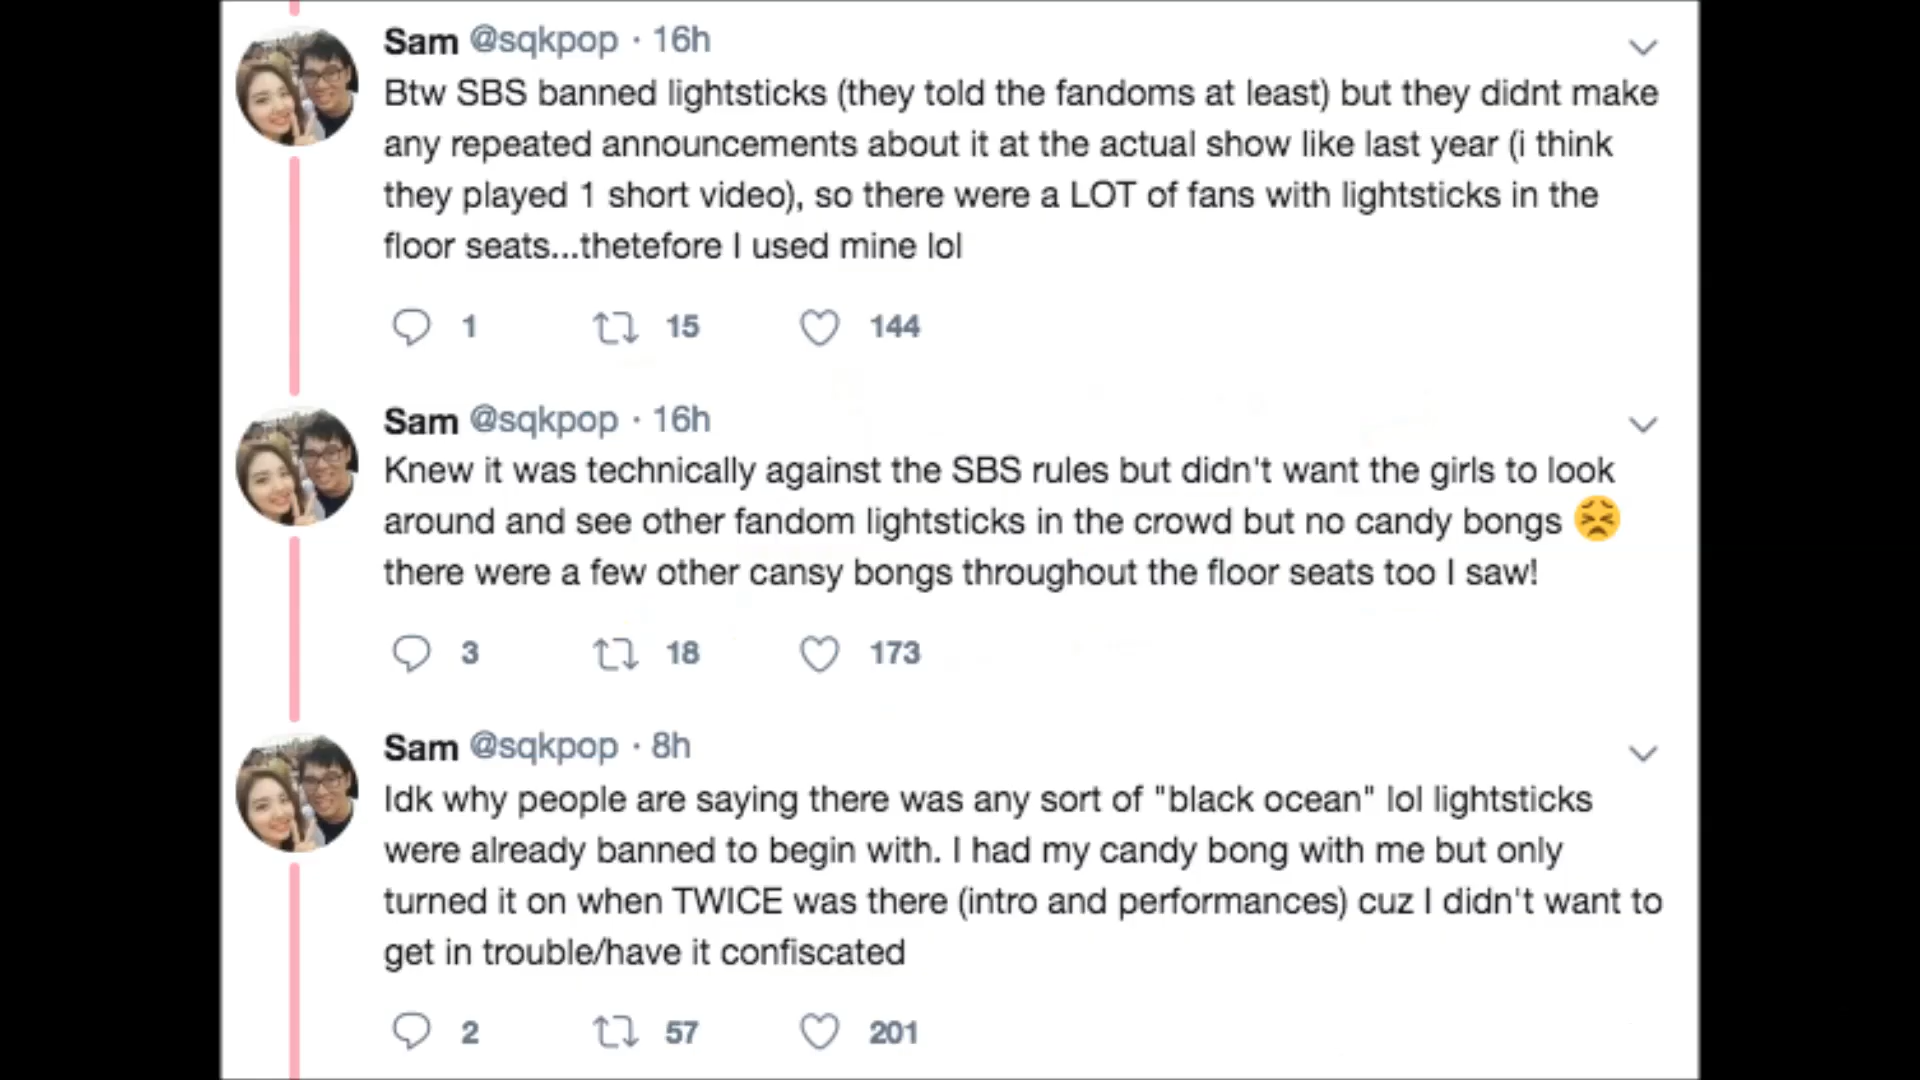 Sam @sqkpop · 16h
Btw SBS banned lightsticks (they told the fandoms at least) but they didnt make
any repeated announcements about it at the actual show like last year (i think
they played 1 short video), so there were a LOT of fans with lightsticks in the
floor seats...thetefore I used mine lol
1 15 144
Sam @sqkpop · 16h
Knew it was technically against the SBS rules but didn't want the girls to look
around and see other fandom lightsticks in the crowd but no candy bongs 😣
there were a few other cansy bongs throughout the floor seats too I saw!
3 18 173
Sam @sqkpop · 8h
Idk why people are saying there was any sort of "black ocean" lol lightsticks
were already banned to begin with. I had my candy bong with me but only
turned it on when TWICE was there (intro and performances) cuz I didn't want to
get in trouble/have it confiscated
2 57 201